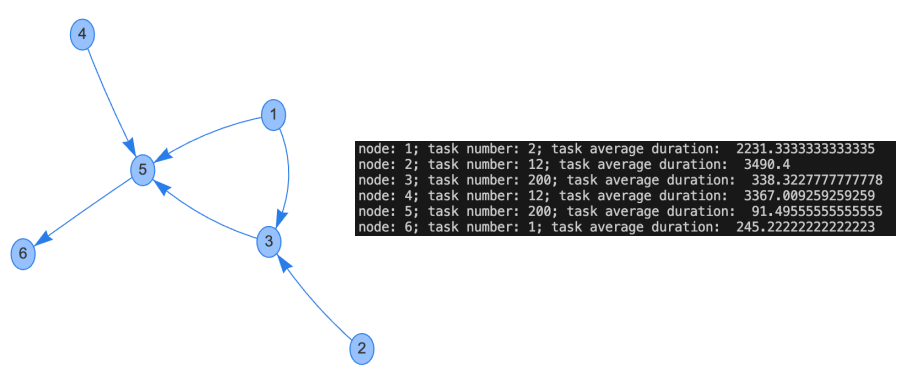 4
1
5
3
6
2
node: 1; task number: 2; task average duration:  2231.3333333333335
node: 2; task number: 12; task average duration:  3490.4
node: 3; task number: 200; task average duration:  338.3227777777778
node: 4; task number: 12; task average duration:  3367.009259259259
node: 5; task number: 200; task average duration:  91.49555555555555
node: 6; task number: 1; task average duration:  245.22222222222223